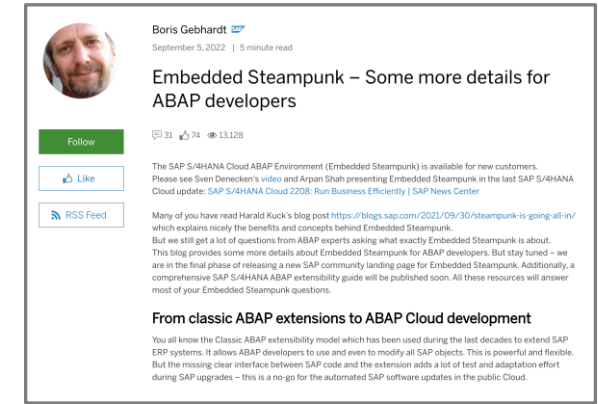 Boris Gebhardt SAP
September 5, 2022 | 5 minute read
Embedded Steampunk – Some more details for
ABAP developers
31 74 13,128
Follow
Like
RSS Feed
The SAP S/4HANA Cloud ABAP Environment (Embedded Steampunk) is available for new customers.
Please see Sven Denecken's video and Arpan Shah presenting Embedded Steampunk in the last SAP S/4HANA
Cloud update: SAP S/4HANA Cloud 2208: Run Business Efficiently | SAP News Center
Many of you have read Harald Kuck's blog post https://blogs.sap.com/2021/09/30/steampunk-is-going-all-in/
which explains nicely the benefits and concepts behind Embedded Steampunk.
But we still get a lot of questions from ABAP experts asking what exactly Embedded Steampunk is about.
This blog provides some more details about Embedded Steampunk for ABAP developers. But stay tuned – we
are in the final phase of releasing a new SAP community landing page for Embedded Steampunk. Additionally, a
comprehensive SAP S/4HANA ABAP extensibility guide will be published soon. All these resources will answer
most of your Embedded Steampunk questions.
From classic ABAP extensions to ABAP Cloud development
You all know the Classic ABAP extensibility model which has been used during the last decades to extend SAP
ERP systems. It allows ABAP developers to use and even to modify all SAP objects. This is powerful and flexible.
But the missing clear interface between SAP code and the extension adds a lot of test and adaptation effort
during SAP upgrades – this is a no-go for the automated SAP software updates in the public Cloud.